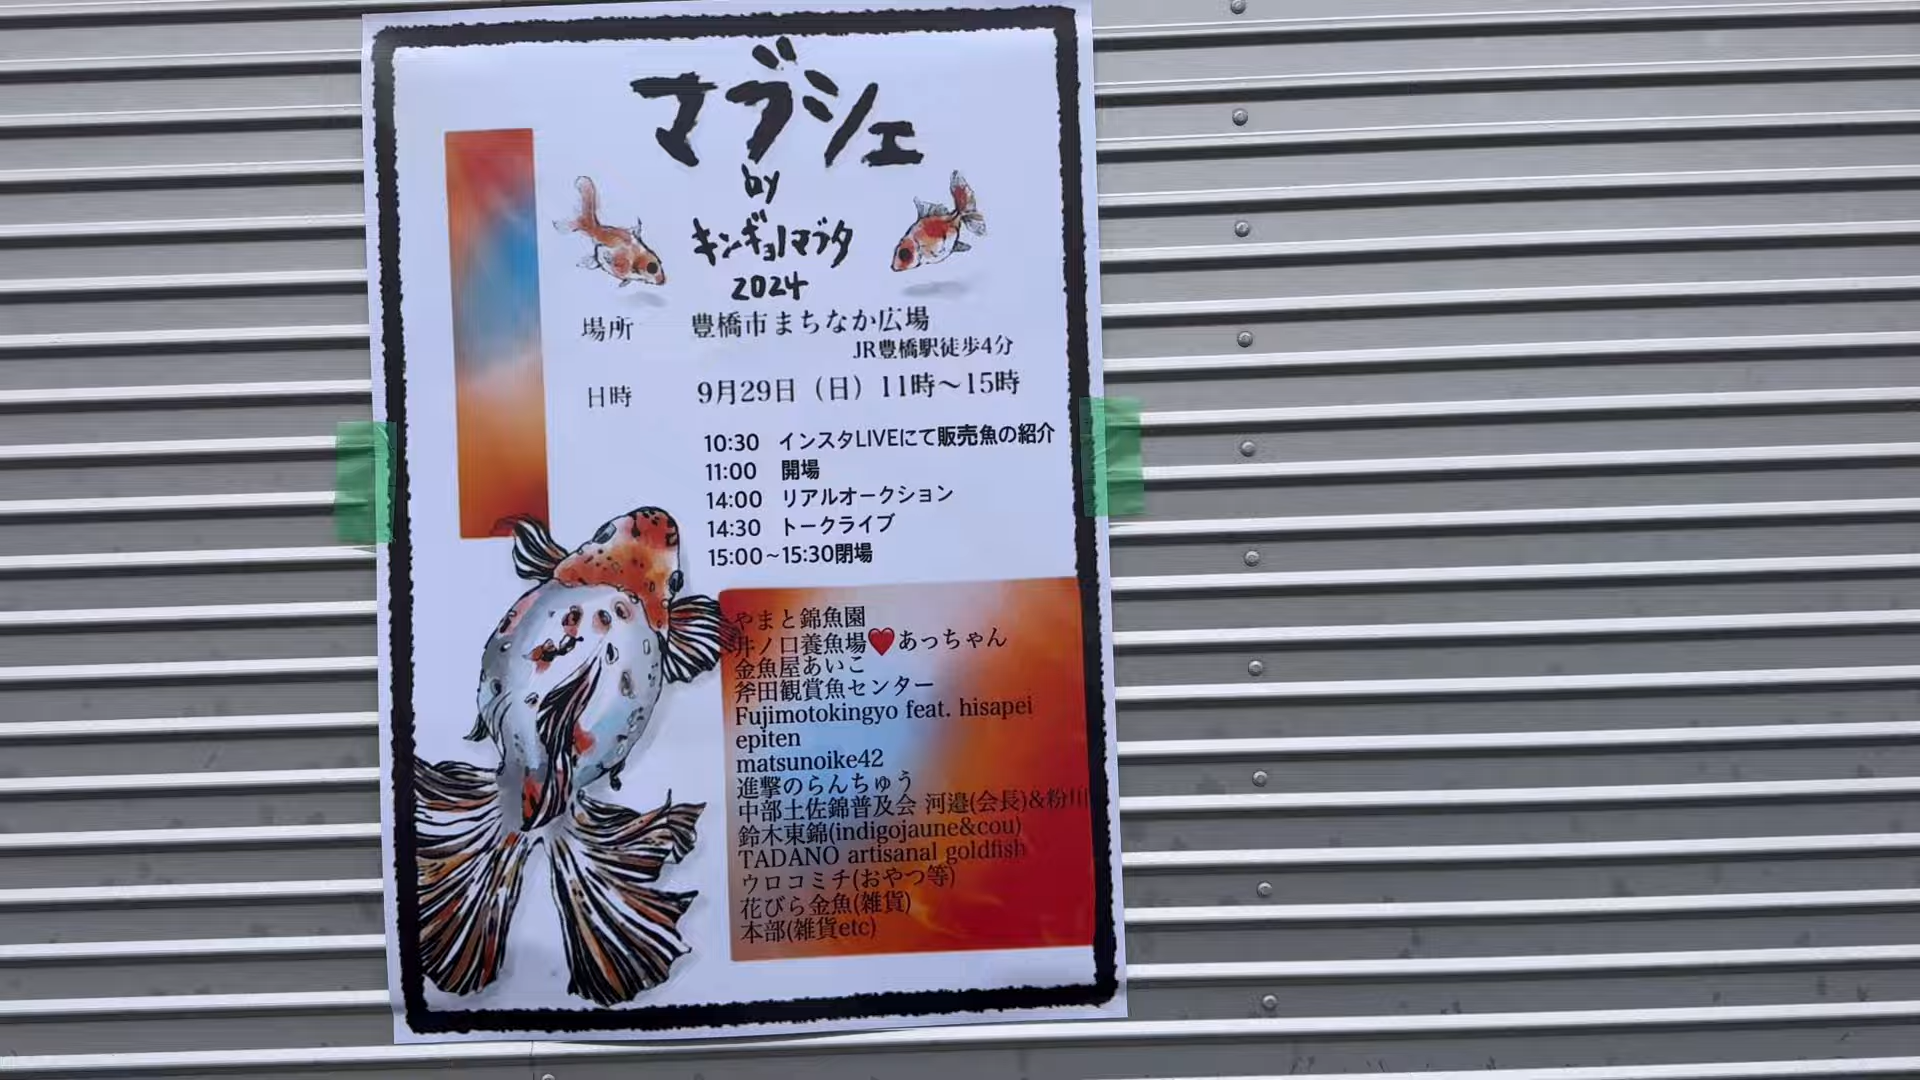 マブシェ
by
キンギョノマブタ
2024
場所 豊橋市まちなか広場
JR豊橋駅徒歩4分
日時 9月29日（日）11時～15時
10:30 インスタLIVEにて販売魚の紹介
11:00 開場
14:00 リアルオークション
14:30 トークライブ
15:00~15:30閉場
やまと錦魚園
井ノ口養魚場❤️あっちゃん
金魚屋あいこ
斧田観賞魚センター
Fujimotokingyo feat. hisapei
epiten
matsunoike42
進撃のらんちゅう
中部土佐錦普及会 河邉(会長)&粉川
鈴木東錦(indigojaune&cou)
TADANO artisanal goldfish
ウロコミチ(おやつ等)
花びら金魚(雑貨)
本部(雑貨etc)